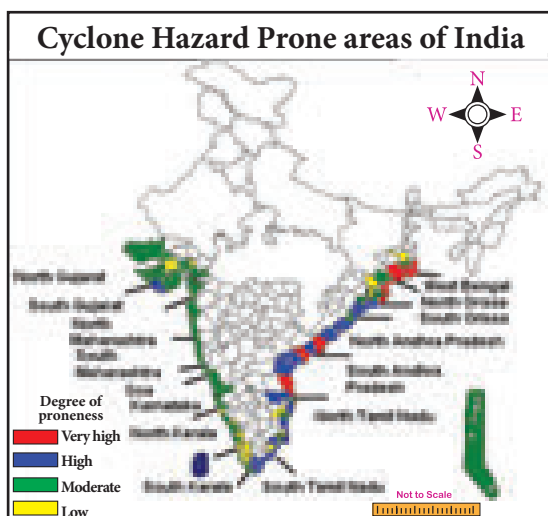 Cyclone Hazard Prone areas of India
N
W E
S
North Gujarat
South Gujarat
North
Maharashtra
South
Maharashtra
Goa
Karnataka
North Kerala
South Kerala
South Tamil Nadu
North Tamil Nadu
South Andhra
Pradesh
North Andhra Pradesh
South Orissa
North Orissa
West Bengal
Degree of
proneness
Very high
High
Moderate
Low
Not to Scale